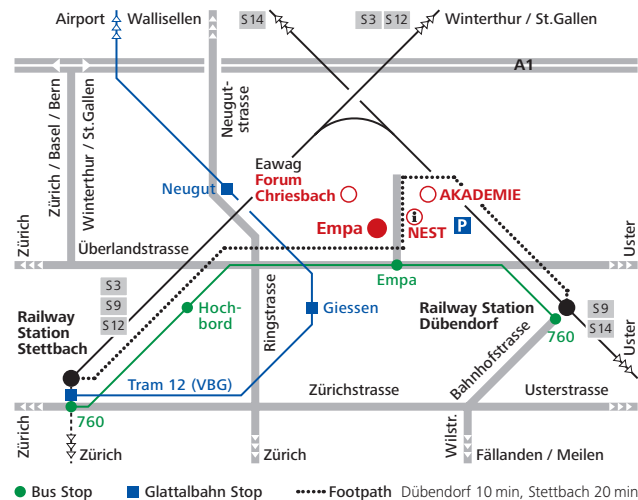 Airport
Wallisellen
S14
S3
S12
Winterthur / St.Gallen
A1
Zürich / Basel / Bern
Winterthur / St.Gallen
Neugut-
strasse
Eawag
Forum
Chriesbach
AKADEMIE
Neugut
Empa
i
NEST
P
Zürich
Überlandstrasse
Uster
Empa
S3
S9
S12
Hoch-
bord
Ringstrasse
Giessen
Railway Station
Dübendorf
S9
S14
Railway
Station
Stettbach
760
Uster
Bahnhofstrasse
Tram 12 (VBG)
Zürichstrasse
Usterstrasse
760
Zürich
Zürich
Zürich
Wilstr.
Fällanden / Meilen
Bus Stop
Glattalbahn Stop
Footpath Dübendorf 10 min, Stettbach 20 min